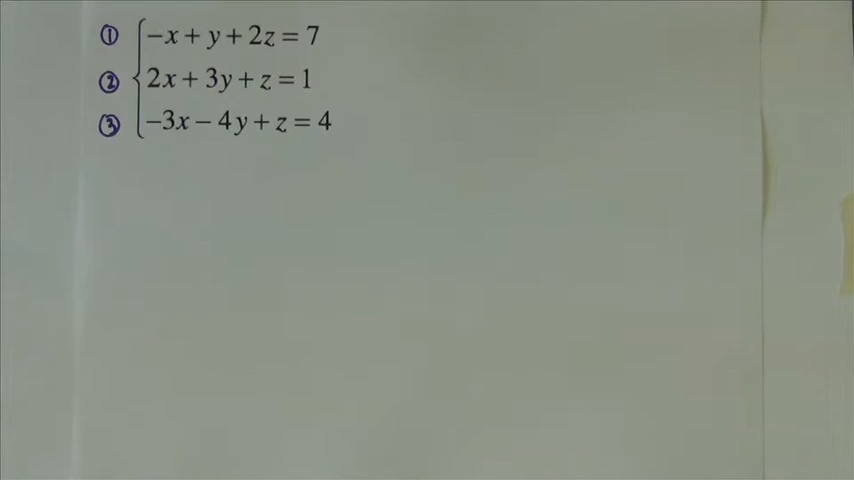 ① −x + y + 2z = 7
② 2x + 3y + z = 1
③ −3x − 4y + z = 4